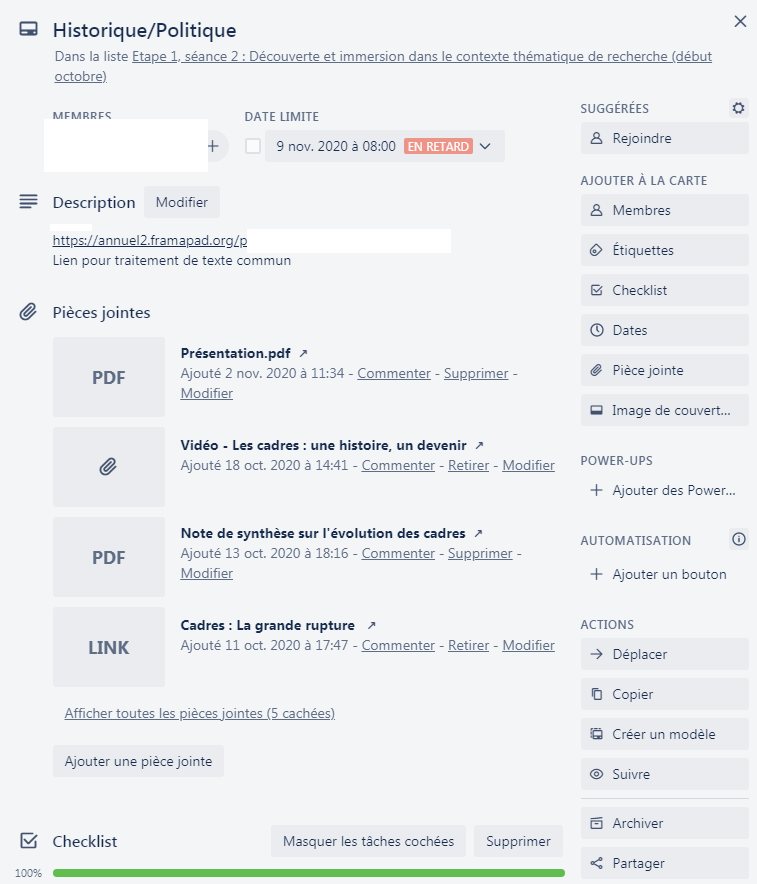 Historique/Politique
Dans la liste Etape 1, séance 2 : Découverte et immersion dans le contexte thématique de recherche (début
octobre)
MEMBRES
DATE LIMITE
9 nov. 2020 à 08:00 EN RETARD
Description Modifier
https://annuel2.framapad.org/p
Lien pour traitement de texte commun
Pièces jointes
PDF
Présentation.pdf ↗
Ajouté 2 nov. 2020 à 11:34 - Commenter - Supprimer -
Modifier
Vidéo - Les cadres : une histoire, un devenir ↗
Ajouté 18 oct. 2020 à 14:41 - Commenter - Retirer - Modifier
PDF
Note de synthèse sur l'évolution des cadres ↗
Ajouté 13 oct. 2020 à 18:16 - Commenter - Supprimer -
Modifier
LINK
Cadres : La grande rupture ↗
Ajouté 11 oct. 2020 à 17:47 - Commenter - Retirer - Modifier
Afficher toutes les pièces jointes (5 cachées)
Ajouter une pièce jointe
Checklist Masquer les tâches cochées Supprimer
100%
SUGGÉRÉES
Rejoindre
AJOUTER À LA CARTE
Membres
Étiquettes
Checklist
Dates
Pièce jointe
Image de couvert...
POWER-UPS
+ Ajouter des Power...
AUTOMATISATION
+ Ajouter un bouton
ACTIONS
Déplacer
Copier
Créer un modèle
Suivre
Archiver
Partager